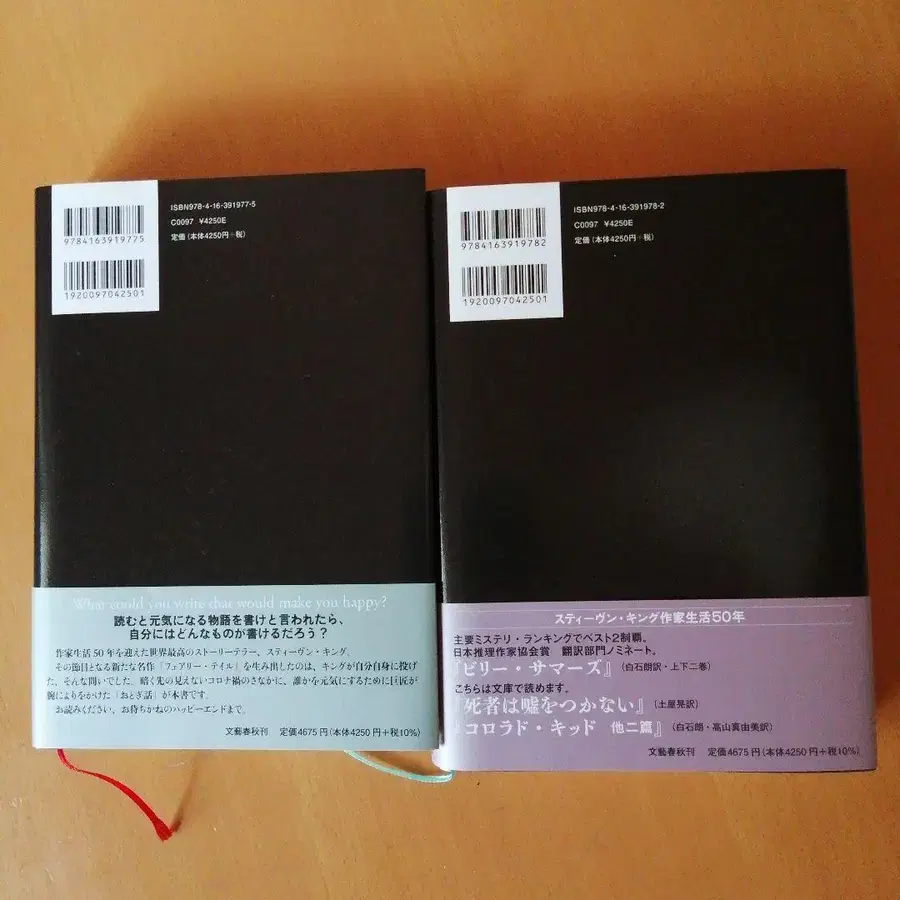 ISBN978-4-16-391977-5
C0097 ¥4250E
定価(本体4250円+税)
9784163919775
1920097042501
What could you write that would make you happy?
読むと元気になる物語を書けと言われたら、
自分にはどんなものが書けるだろう?
作家生活50年を迎えた世界最高のストーリーテラー、スティーヴン・キング。
その節目となる新たな名作『フェアリー・テイル』を生み出したのは、キングが自分自身に投げ
た、そんな問いでした。暗く先の見えないコロナ禍のさなかに、誰かを元気にするために巨匠が
腕によりをかけた「おとぎ話」が本書です。
お読みください、お待ちかねのハッピーエンドまで。
文藝春秋刊 定価4675円(本体4250円+税10%)
ISBN978-4-16-391978-2
C0097 ¥4250E
定価(本体4250円+税)
9784163919782
1920097042501
スティーヴン・キング作家生活50年
主要ミステリ・ランキングでベスト2制覇。
日本推理作家協会賞 翻訳部門ノミネート。
『ビリー・サマーズ』(白石朗訳・上下二巻)
こちらは文庫で読めます。
『死者は嘘をつかない』(土屋晃訳)
『コロラド・キッド 他二篇』(白石朗・高山真由美訳)
文藝春秋刊 定価4675円(本体4250円+税10%)